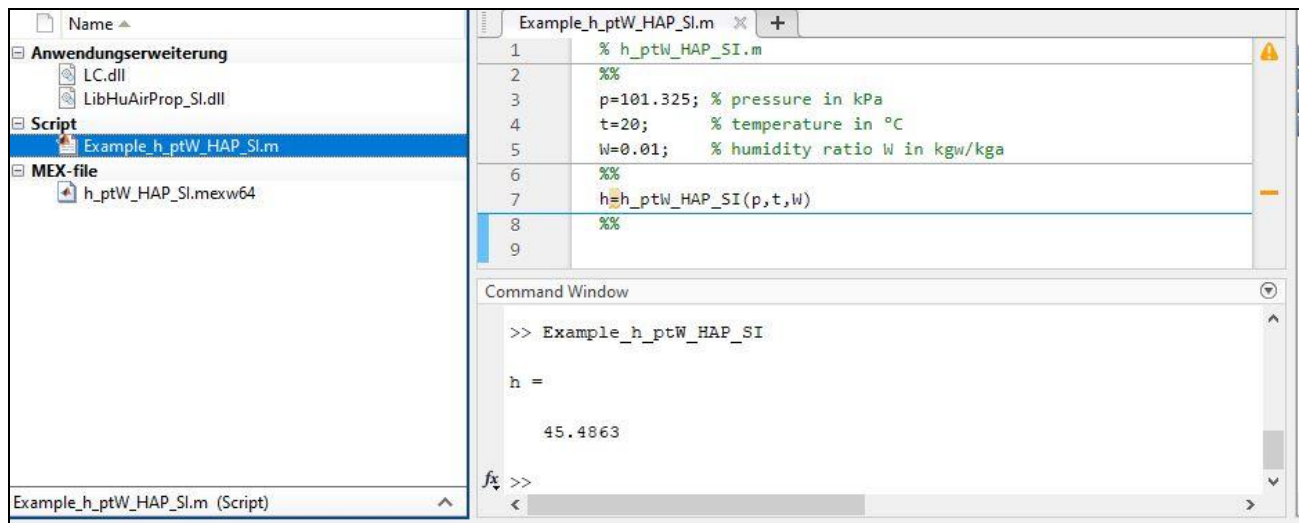 Name
Anwendungserweiterung
LC.dll
LibHuAirProp_SI.dll
Script
Example_h_ptW_HAP_SI.m
MEX-file
h_ptW_HAP_SI.mexw64
Example_h_ptW_HAP_SI.m (Script)
Example_h_ptW_HAP_SI.m × +
1 % h_ptW_HAP_SI.m
2 %%
3 p=101.325; % pressure in kPa
4 t=20; % temperature in °C
5 W=0.01; % humidity ratio W in kgw/kga
6 %%
7 h=h_ptW_HAP_SI(p,t,W)
8 %%
9
Command Window
>> Example_h_ptW_HAP_SI
h =
45.4863
fx >>